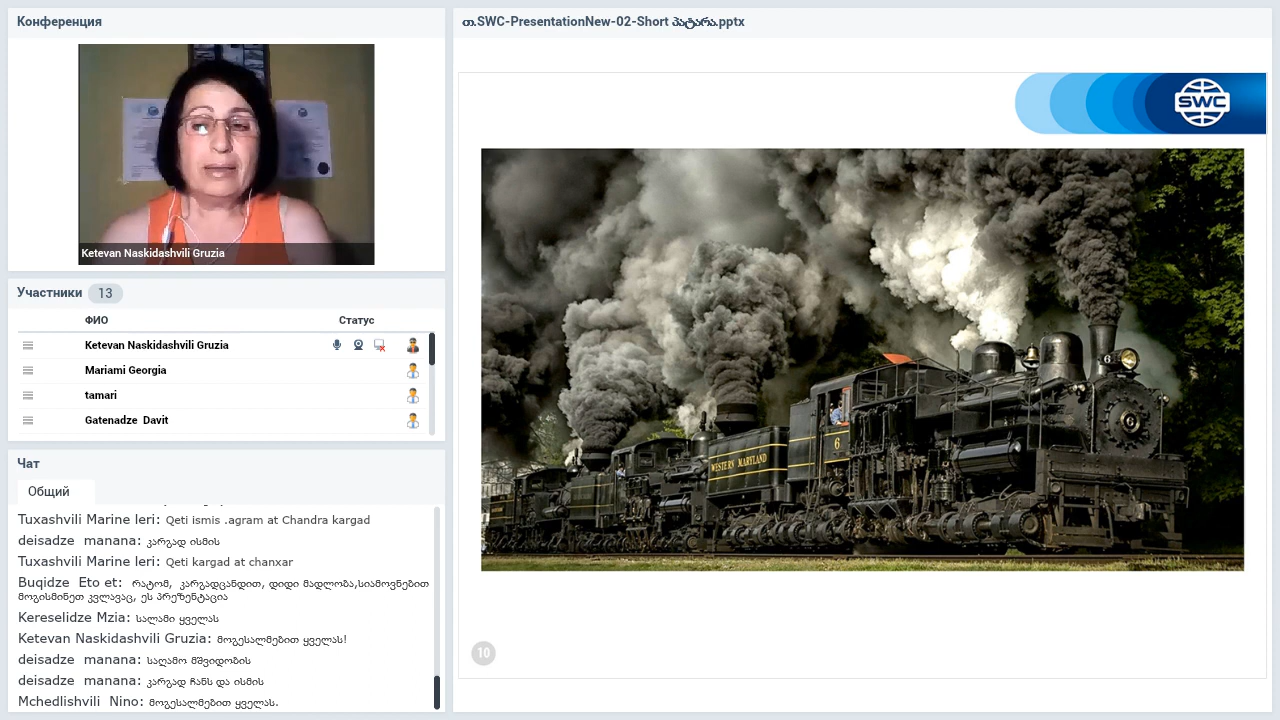 Конференция
Ketevan Naskidashvili Gruzia
Участники 13
ФИО Статус
Ketevan Naskidashvili Gruzia
Mariami Georgia
tamari
Gatenadze Davit
Чат
Общий
Tuxashvili Marine leri: Qeti ismis .agram at Chandra kargad
deisadze manana: კარგად ისმის
Tuxashvili Marine leri: Qeti kargad at chanxar
Buqidze Eto et: რატომ, კარგადცანდით, დიდი მადლობა,სიამოვნებით
მოგისმინეთ კვლავაც, ეს პრეზენტაცია
Kereselidze Mzia: სალამი ყველას
Ketevan Naskidashvili Gruzia: მოგესალმებით ყველას!
deisadze manana: საღამო მშვიდობის
deisadze manana: კარგად ჩანს და ისმის
Mchedlishvili Nino: მოგესალმებით ყველას.
თ.SWC-PresentationNew-02-Short პატარა.pptx
SWC
WESTERN MARYLAND
6
6
6
10